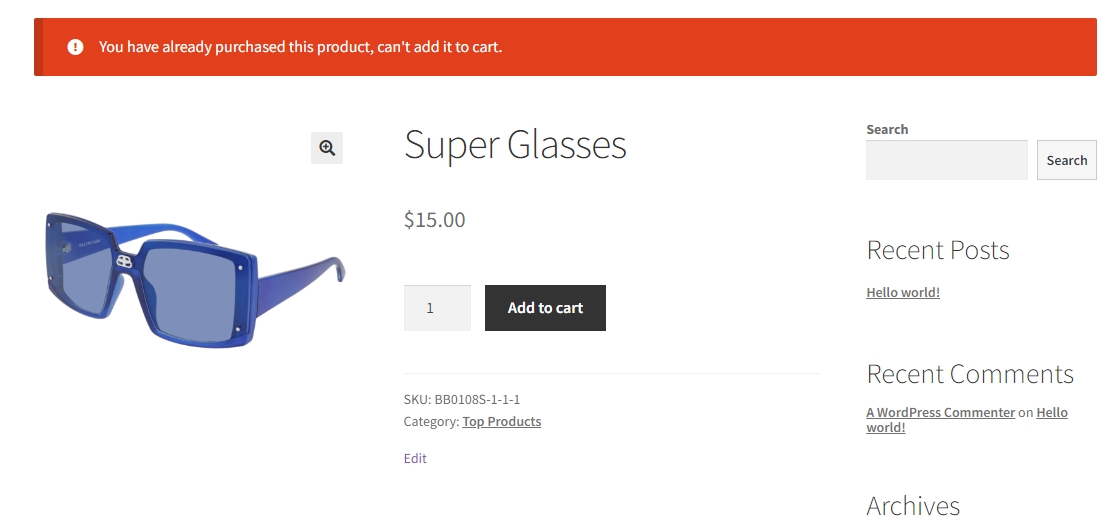 You have already purchased this product, can't add it to cart.
Super Glasses
$15.00
1
Add to cart
SKU: BB0108S-1-1-1
Category: Top Products
Edit
Search
Search
Recent Posts
Hello world!
Recent Comments
A WordPress Commenter on Hello
world!
Archives